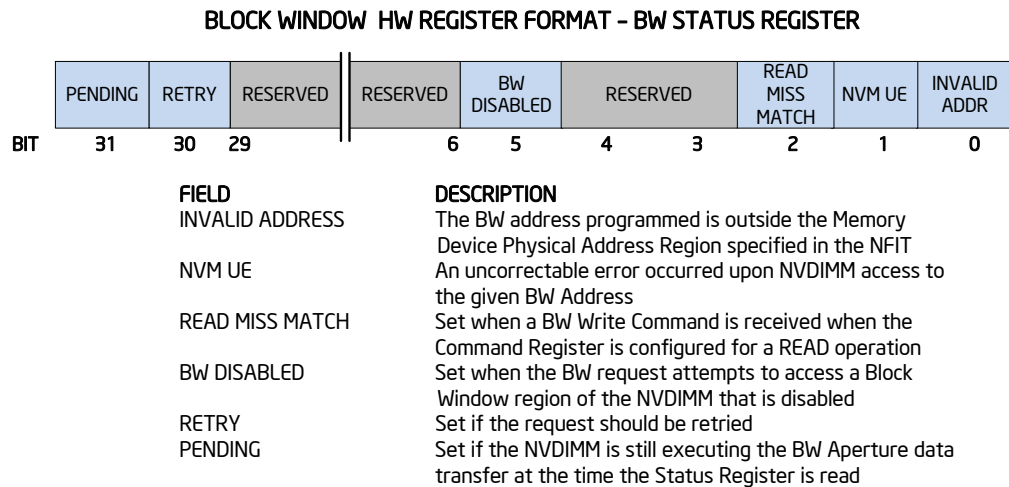 BLOCK WINDOW HW REGISTER FORMAT – BW STATUS REGISTER
PENDING RETRY RESERVED RESERVED BW DISABLED RESERVED READ MISS MATCH NVM UE INVALID ADDR
BIT 31 30 29 6 5 4 3 2 1 0
FIELD DESCRIPTION
INVALID ADDRESS The BW address programmed is outside the Memory
Device Physical Address Region specified in the NFIT
NVM UE An uncorrectable error occurred upon NVDIMM access to
the given BW Address
READ MISS MATCH Set when a BW Write Command is received when the
Command Register is configured for a READ operation
BW DISABLED Set when the BW request attempts to access a Block
Window region of the NVDIMM that is disabled
RETRY Set if the request should be retried
PENDING Set if the NVDIMM is still executing the BW Aperture data
transfer at the time the Status Register is read